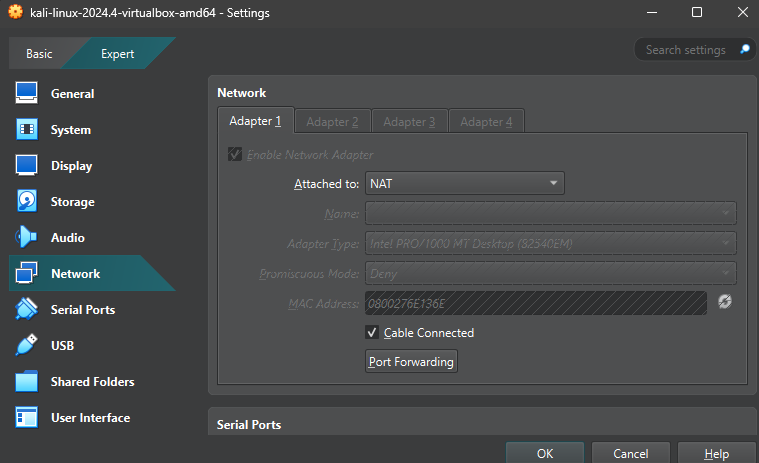 kali-linux-2024.4-virtualbox-amd64 - Settings
Basic
Expert
Search settings
General
System
Display
Storage
Audio
Network
Serial Ports
USB
Shared Folders
User Interface
Network
Adapter 1
Adapter 2
Adapter 3
Adapter 4
Enable Network Adapter
Attached to: NAT
Name:
Adapter Type: Intel PRO/1000 MT Desktop (82540EM)
Promiscuous Mode: Deny
MAC Address: 0800276E136E
Cable Connected
Port Forwarding
Serial Ports
OK
Cancel
Help